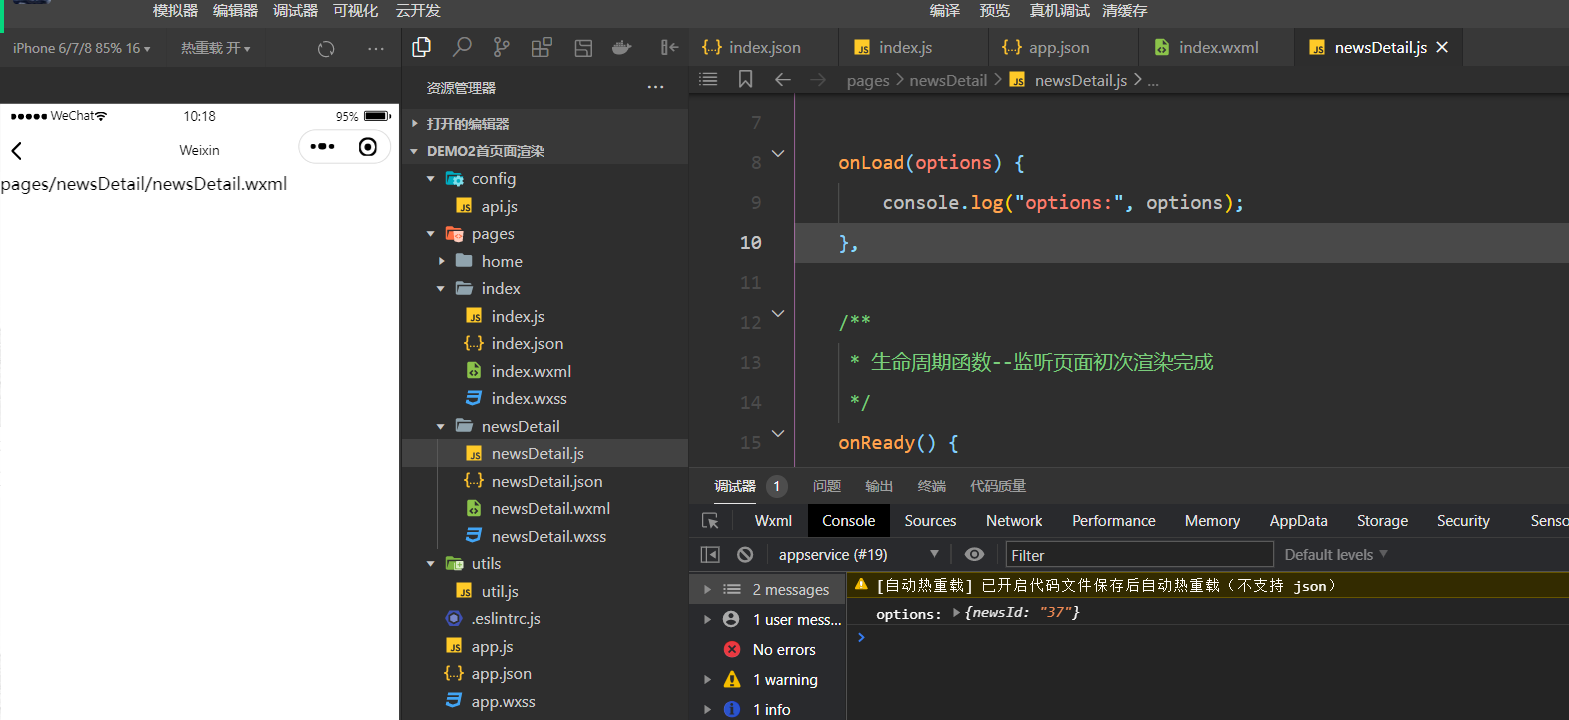 模拟器 编辑器 调试器 可视化 云开发 编译 预览 真机调试 清缓存
iPhone 6/7/8 85% 16 热重载 开
WeChat 10:18 95%
Weixin
pages/newsDetail/newsDetail.wxml
资源管理器
打开的编辑器
DEMO2首页面渲染
config
api.js
pages
home
index
index.js
index.json
index.wxml
index.wxss
newsDetail
newsDetail.js
newsDetail.json
newsDetail.wxml
newsDetail.wxss
utils
util.js
.eslintrc.js
app.js
app.json
app.wxss
index.json index.js app.json index.wxml newsDetail.js
pages newsDetail newsDetail.js ...
7
8 onLoad(options) {
9 console.log("options:", options);
10 },
11
12 /**
13 * 生命周期函数--监听页面初次渲染完成
14 */
15 onReady() {
调试器 1 问题 输出 终端 代码质量
Wxml Console Sources Network Performance Memory AppData Storage Security Senso
appservice (#19) Filter Default levels
2 messages
1 user mess...
No errors
1 warning
1 info
[自动热重载] 已开启代码文件保存后自动热重载（不支持 json）
options: {newsId: "37"}